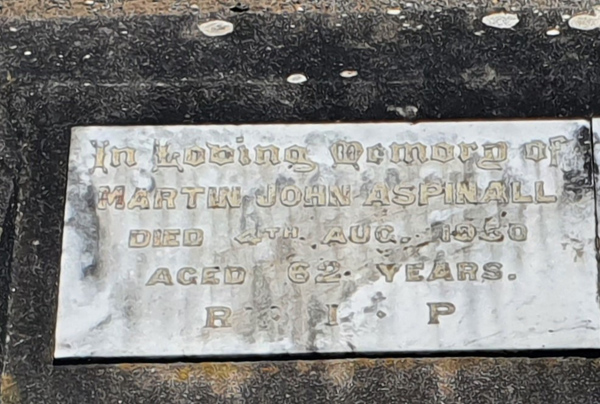 In Loving Memory of
MARTIN JOHN ASPINALL
DIED 4TH. AUG. 1950
AGED 62 YEARS.
R · I · P